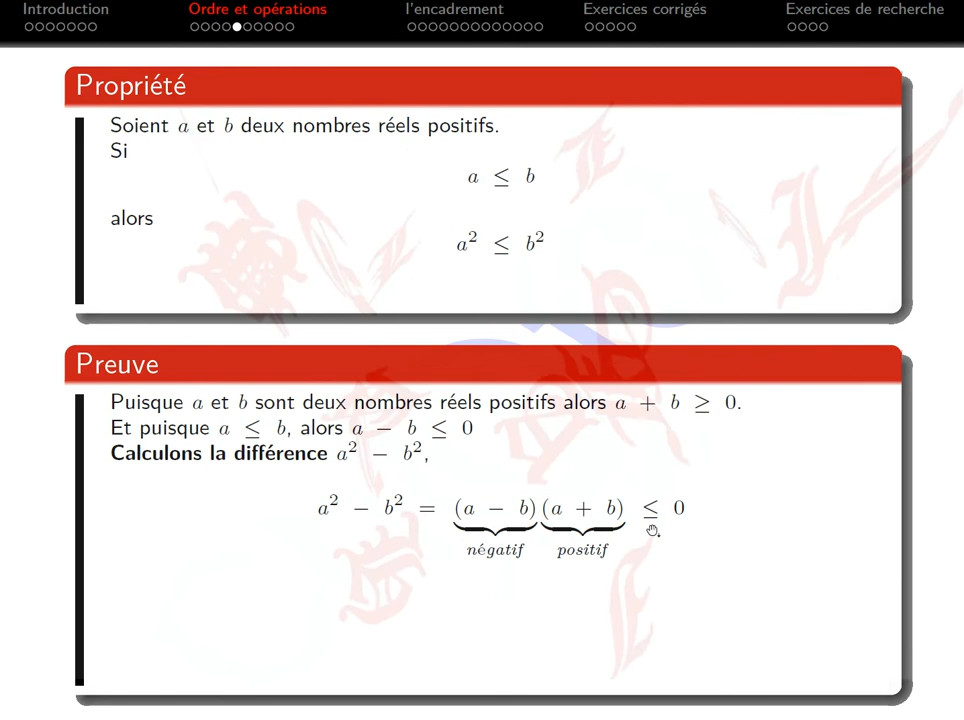 Introduction Ordre et opérations l'encadrement Exercices corrigés Exercices de recherche
Propriété
Soient a et b deux nombres réels positifs.
Si
a ≤ b
alors
a² ≤ b²
Preuve
Puisque a et b sont deux nombres réels positifs alors a + b ≥ 0.
Et puisque a ≤ b, alors a − b ≤ 0
Calculons la différence a² − b²,
a² − b² = (a − b)(a + b) ≤ 0
négatif positif